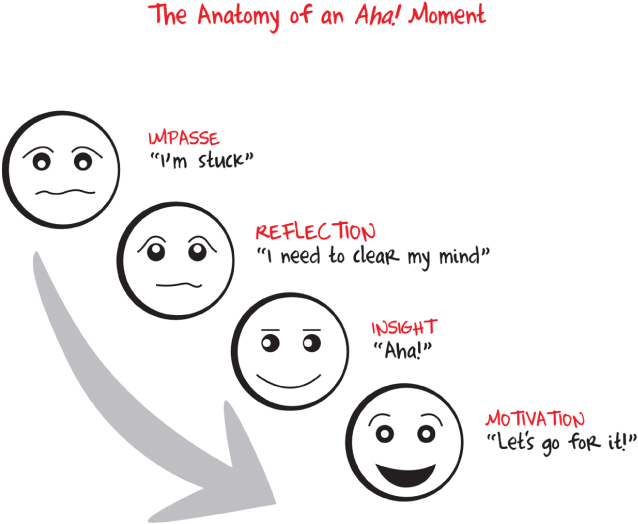 The Anatomy of an Aha! Moment
IMPASSE
“I'm stuck”
REFLECTION
“I need to clear my mind”
INSIGHT
“Aha!”
MOTIVATION
“Let's go for it!”